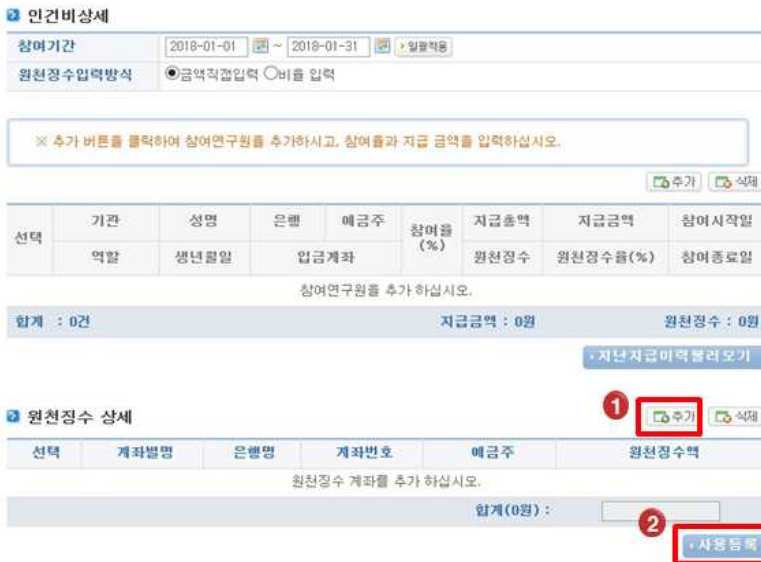 인건비상세
참여기간 2018-01-01 ~ 2018-01-31 일괄적용
원천징수입력방식 금액직접입력 비율 입력
※ 추가 버튼을 클릭하여 참여연구원을 추가하시고, 참여율과 지급 금액을 입력하십시오.
추가 삭제
선택 기관 성명 은행 예금주 참여율(%) 지급총액 지급금액 참여시작일
역할 생년월일 입금계좌 원천징수 원천징수율(%) 참여종료일
참여연구원을 추가 하십시오.
합계 : 0건 지급금액 : 0원 원천징수 : 0원
지난지급이력불러오기
원천징수 상세 1 추가 삭제
선택 계좌별명 은행명 계좌번호 예금주 원천징수액
원천징수 계좌를 추가 하십시오.
합계(0원) :
2 사용등록